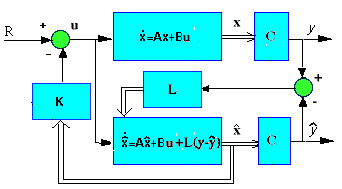 R
+
-
u
ẋ=Ax+Bu
x
C
y
K
L
+
-
x̂̇=Ax̂+Bu+L(y-ŷ)
x̂
C
ŷ